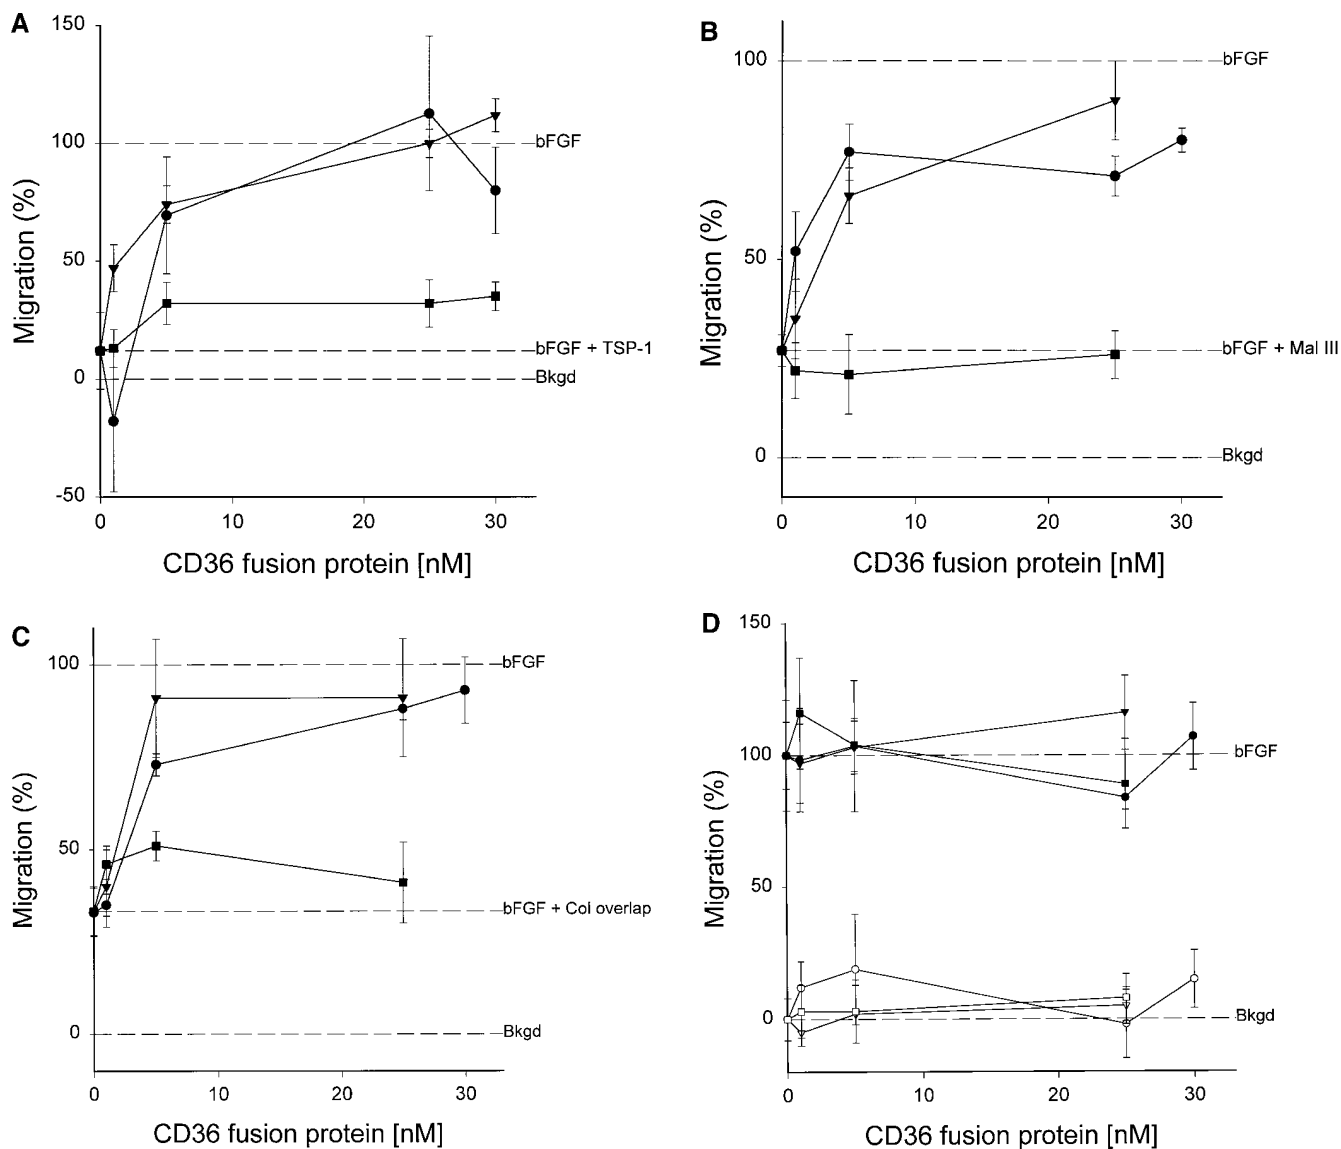 A
150
100
50
0
-50
Migration (%)
bFGF
bFGF + TSP-1
Bkgd
0 10 20 30
CD36 fusion protein [nM]
B
100
50
0
Migration (%)
bFGF
bFGF + Mal III
Bkgd
0 10 20 30
CD36 fusion protein [nM]
C
100
50
0
Migration (%)
bFGF
bFGF + Col overlap
Bkgd
0 10 20 30
CD36 fusion protein [nM]
D
150
100
50
0
Migration (%)
bFGF
Bkgd
0 10 20 30
CD36 fusion protein [nM]